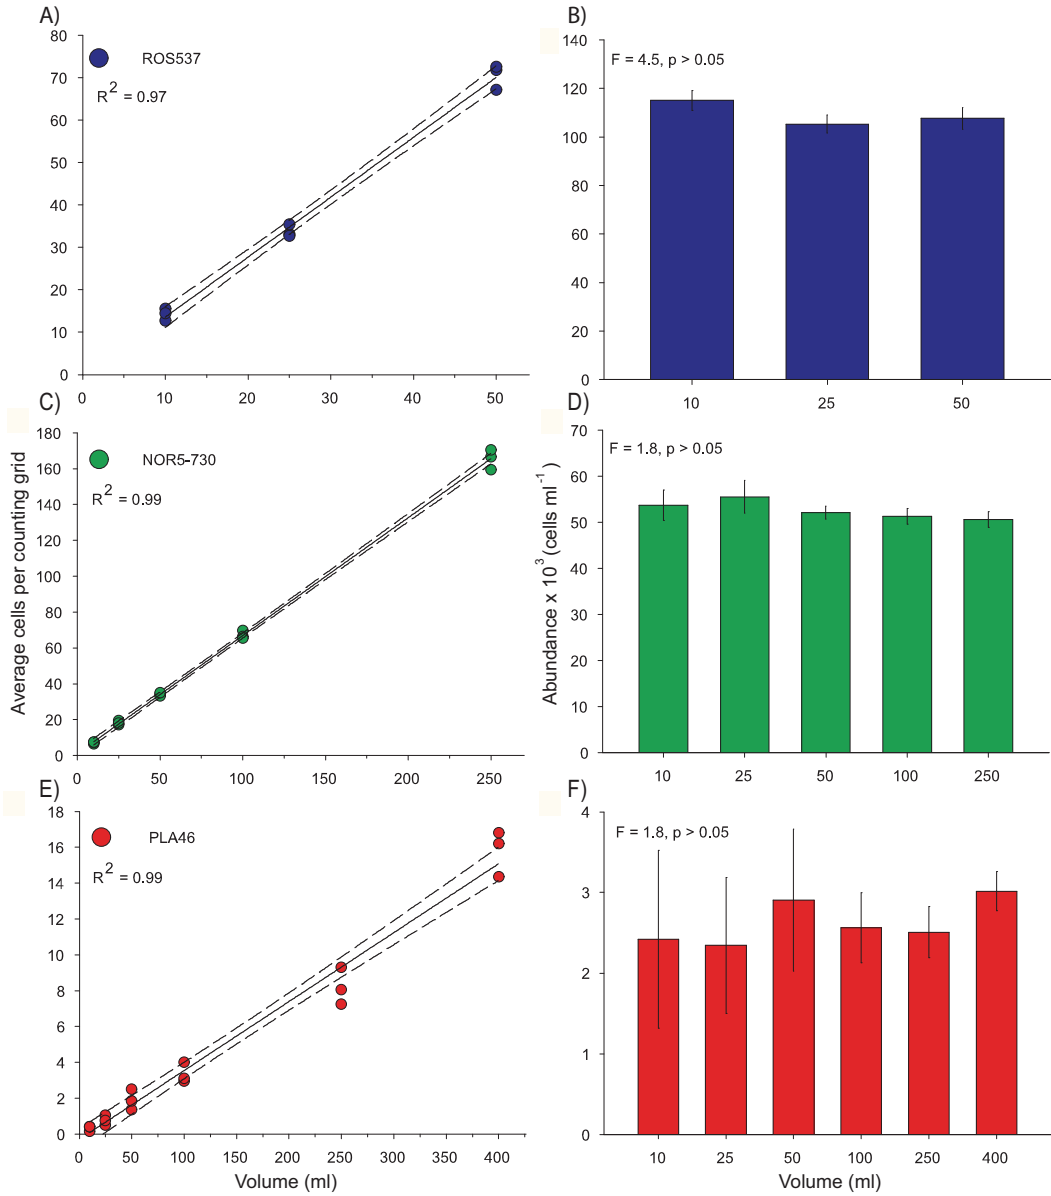 A)
ROS537
R² = 0.97
80
70
60
50
40
30
20
10
0
0 10 20 30 40 50
B)
F = 4.5, p > 0.05
140
120
100
80
60
40
20
0
10 25 50
C)
NOR5-730
R² = 0.99
180
160
140
120
100
80
60
40
20
0
0 50 100 150 200 250
Average cells per counting grid
D)
F = 1.8, p > 0.05
70
60
50
40
30
20
10
0
10 25 50 100 250
Abundance x 10³ (cells ml⁻¹)
E)
PLA46
R² = 0.99
18
16
14
12
10
8
6
4
2
0
0 50 100 150 200 250 300 350 400
Volume (ml)
F)
F = 1.8, p > 0.05
4
3
2
1
0
10 25 50 100 250 400
Volume (ml)